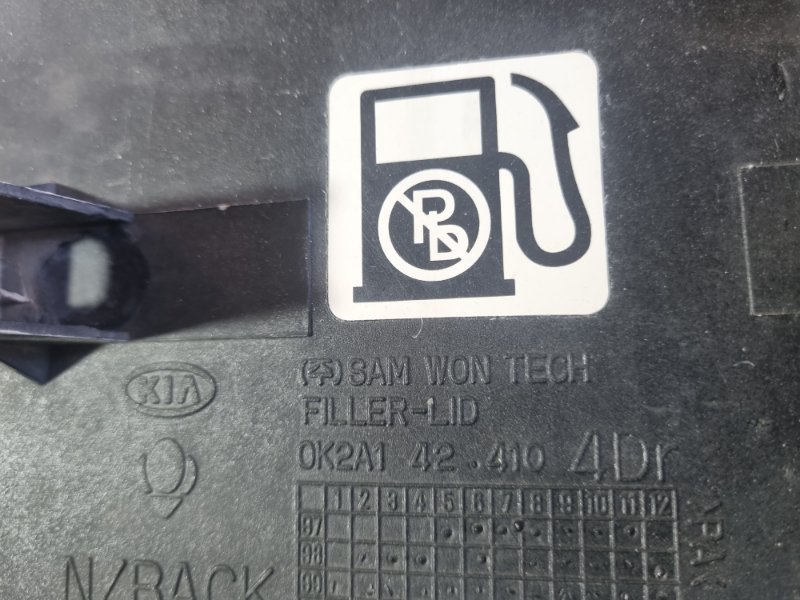 Pb
KIA
SAM WON TECH
FILLER-LID
0K2A1 42.410 4Dr
1 2 3 4 5 6 7 8 9 10 11 12
97
98
99
N/BACK